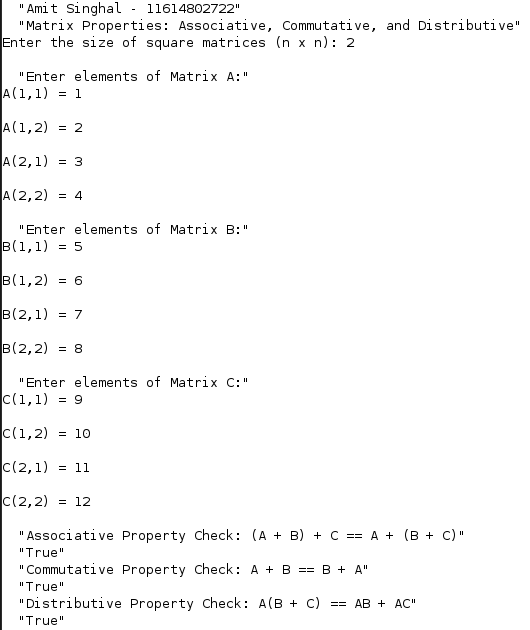 "Amit Singhal - 11614802722"
"Matrix Properties: Associative, Commutative, and Distributive"
Enter the size of square matrices (n x n): 2
"Enter elements of Matrix A:"
A(1,1) = 1
A(1,2) = 2
A(2,1) = 3
A(2,2) = 4
"Enter elements of Matrix B:"
B(1,1) = 5
B(1,2) = 6
B(2,1) = 7
B(2,2) = 8
"Enter elements of Matrix C:"
C(1,1) = 9
C(1,2) = 10
C(2,1) = 11
C(2,2) = 12
"Associative Property Check: (A + B) + C == A + (B + C)"
"True"
"Commutative Property Check: A + B == B + A"
"True"
"Distributive Property Check: A(B + C) == AB + AC"
"True"